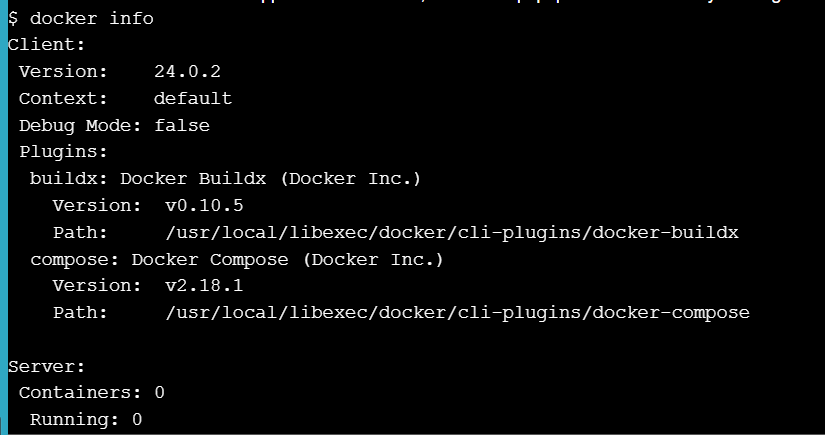 $ docker info
Client:
 Version:    24.0.2
 Context:    default
 Debug Mode: false
 Plugins:
  buildx: Docker Buildx (Docker Inc.)
    Version:  v0.10.5
    Path:     /usr/local/libexec/docker/cli-plugins/docker-buildx
  compose: Docker Compose (Docker Inc.)
    Version:  v2.18.1
    Path:     /usr/local/libexec/docker/cli-plugins/docker-compose

Server:
 Containers: 0
  Running: 0